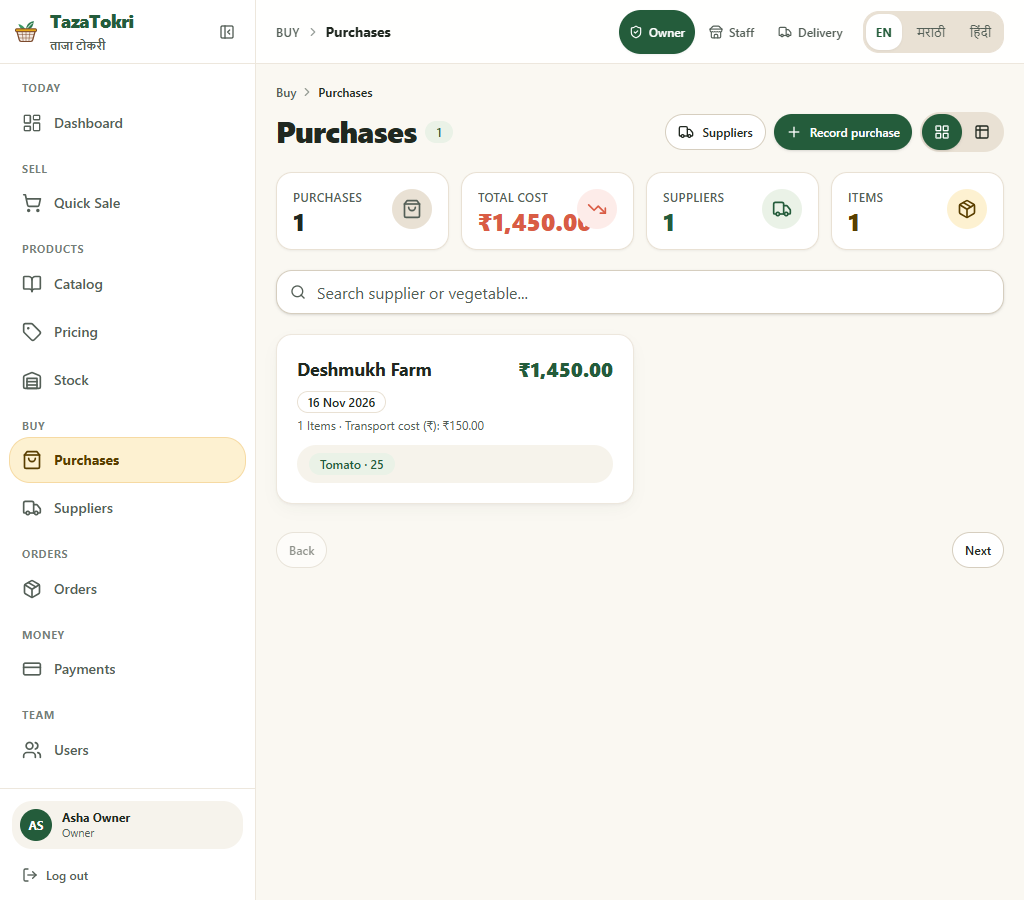 TazaTokri
ताजा टोकरी
BUY > Purchases
Owner
Staff
Delivery
EN
मराठी
हिंदी
TODAY
Dashboard
SELL
Quick Sale
PRODUCTS
Catalog
Pricing
Stock
BUY
Purchases
Suppliers
ORDERS
Orders
MONEY
Payments
TEAM
Users
AS
Asha Owner
Owner
Log out
Buy > Purchases
Purchases 1
Suppliers
Record purchase
PURCHASES
1
TOTAL COST
₹1,450.00
SUPPLIERS
1
ITEMS
1
Search supplier or vegetable...
Deshmukh Farm
₹1,450.00
16 Nov 2026
1 Items · Transport cost (₹): ₹150.00
Tomato · 25
Back
Next